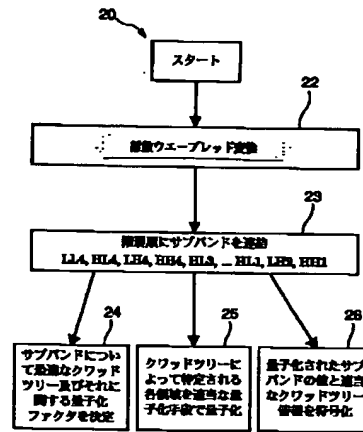 20
スタート
22
離散ウエーブレッド変換
23
順にサブバンドを連結
LL4, HL4, LH4, HH4, HL3, ... HL1, LH2, HH1
24
サブバンドについ
て最適なクワッド
ツリー及びそれに
関する量子化
ファクタを決定
25
クワッドツリーに
よって特定される
各領域を適当な量
子化手段で量子化
26
量子化されたサブ
バンドの値と適当
なクワッドツリー
情報を符号化